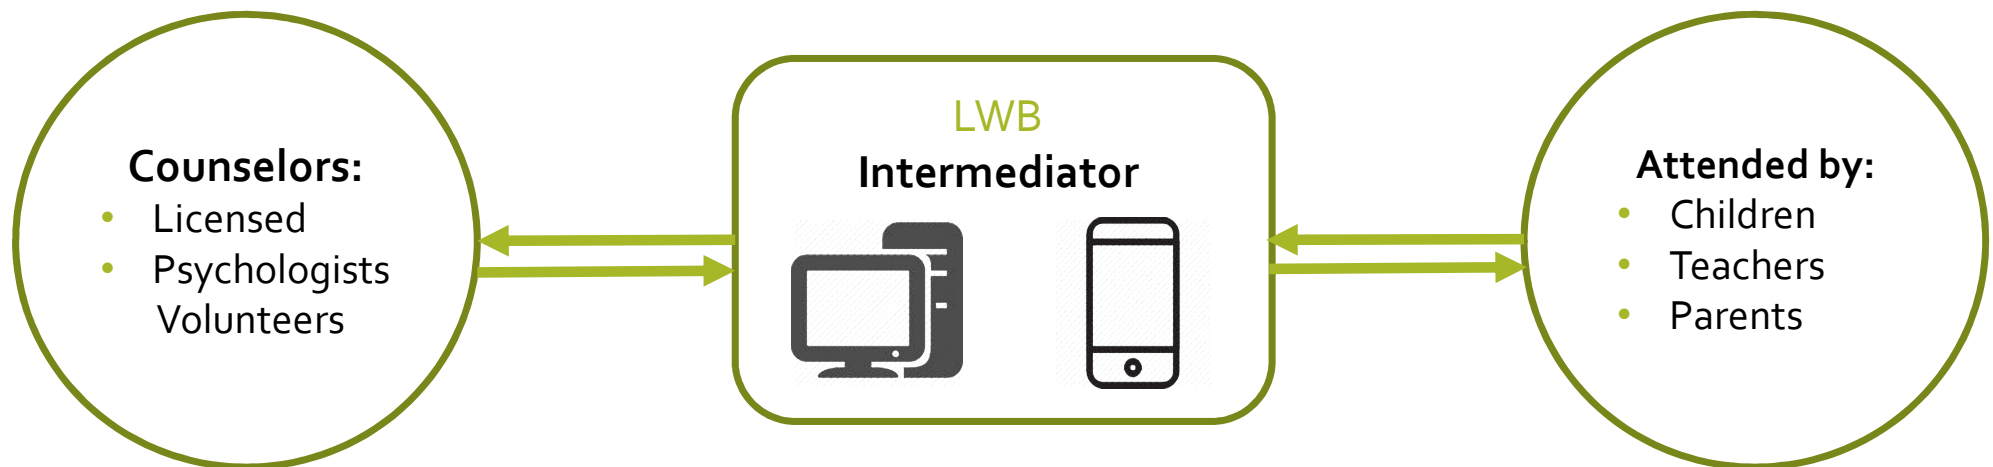 Counselors:
• Licensed
• Psychologists
Volunteers
LWB
Intermediator
Attended by:
• Children
• Teachers
• Parents